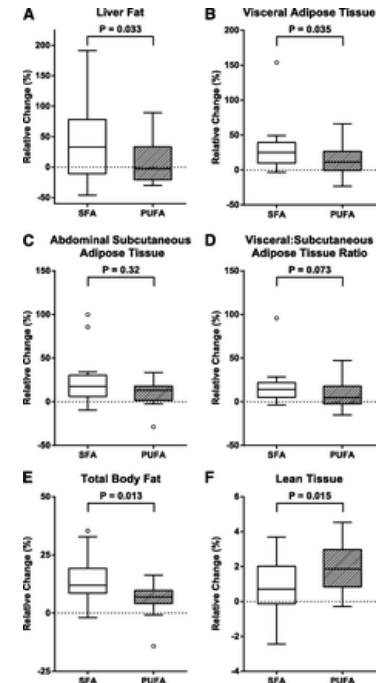 A
Liver Fat
P = 0.033
Relative Change (%)
200
150
100
50
0
-50
SFA
PUFA
B
Visceral Adipose Tissue
P = 0.035
Relative Change (%)
200
150
100
50
0
-50
SFA
PUFA
C
Abdominal Subcutaneous
Adipose Tissue
P = 0.32
Relative Change (%)
150
100
50
0
-50
SFA
PUFA
D
Visceral:Subcutaneous
Adipose Tissue Ratio
P = 0.073
Relative Change (%)
150
100
50
0
-50
SFA
PUFA
E
Total Body Fat
P = 0.013
Relative Change (%)
50
25
0
-25
SFA
PUFA
F
Lean Tissue
P = 0.015
Relative Change (%)
6
4
2
0
-2
-4
SFA
PUFA